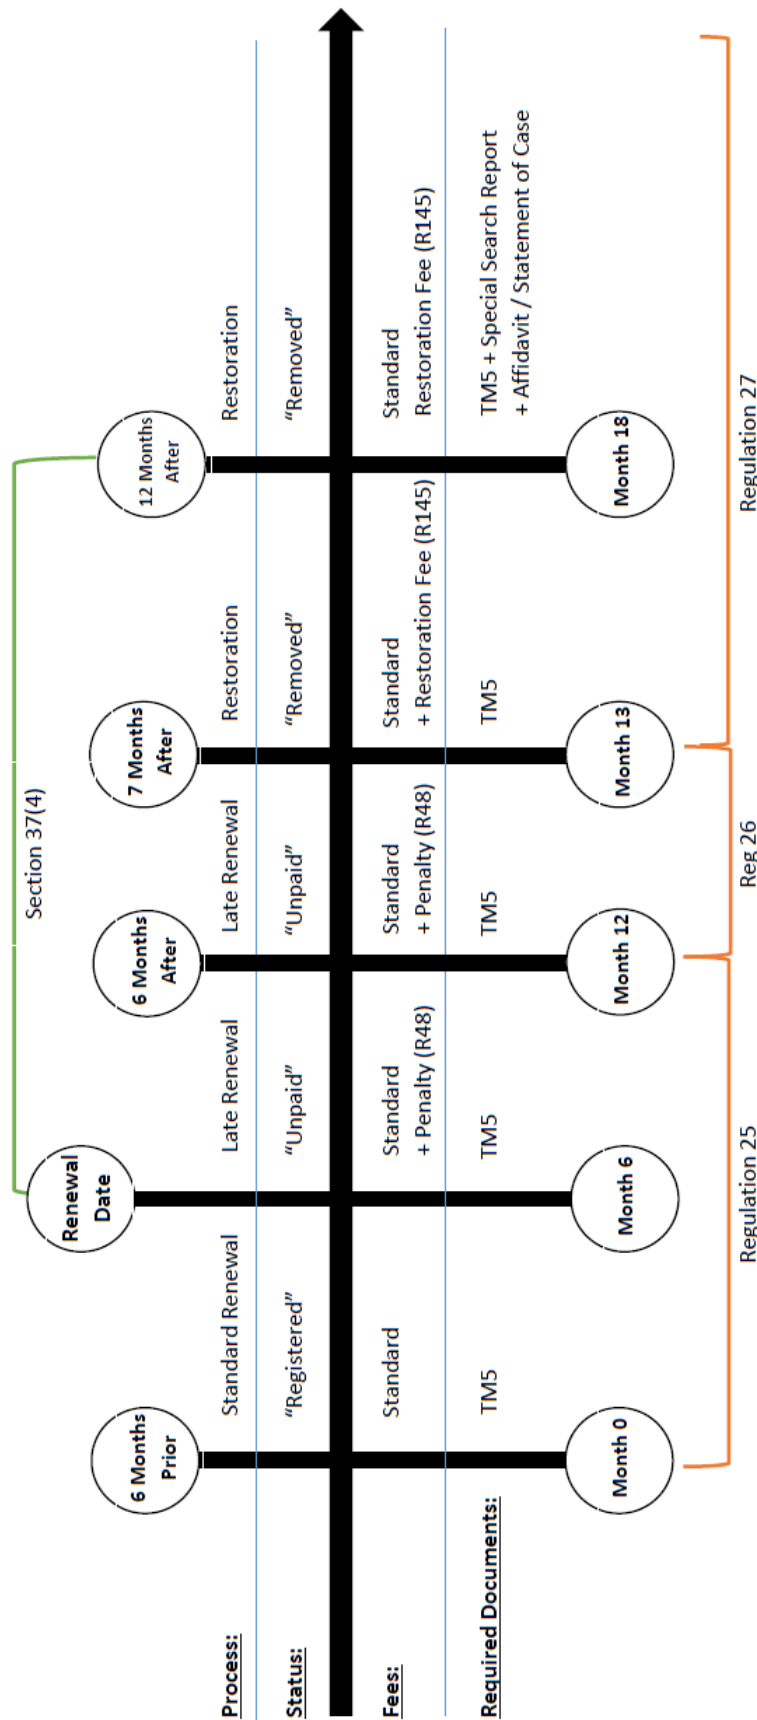 Section 37(4)
Renewal
Date
12 Months
After
6 Months
Prior
6 Months
After
7 Months
After
Process:
Standard Renewal
Late Renewal
Late Renewal
Restoration
Restoration
Status:
“Registered”
“Unpaid”
“Unpaid”
“Removed”
“Removed”
Fees:
Standard
Standard
+ Penalty (R48)
Standard
+ Penalty (R48)
Standard
+ Restoration Fee (R145)
Standard
Restoration Fee (R145)
Required Documents:
TM5
TM5
TM5
TM5
TM5 + Special Search Report
+ Affidavit / Statement of Case
Month 0
Month 6
Month 12
Month 13
Month 18
Regulation 25
Reg 26
Regulation 27